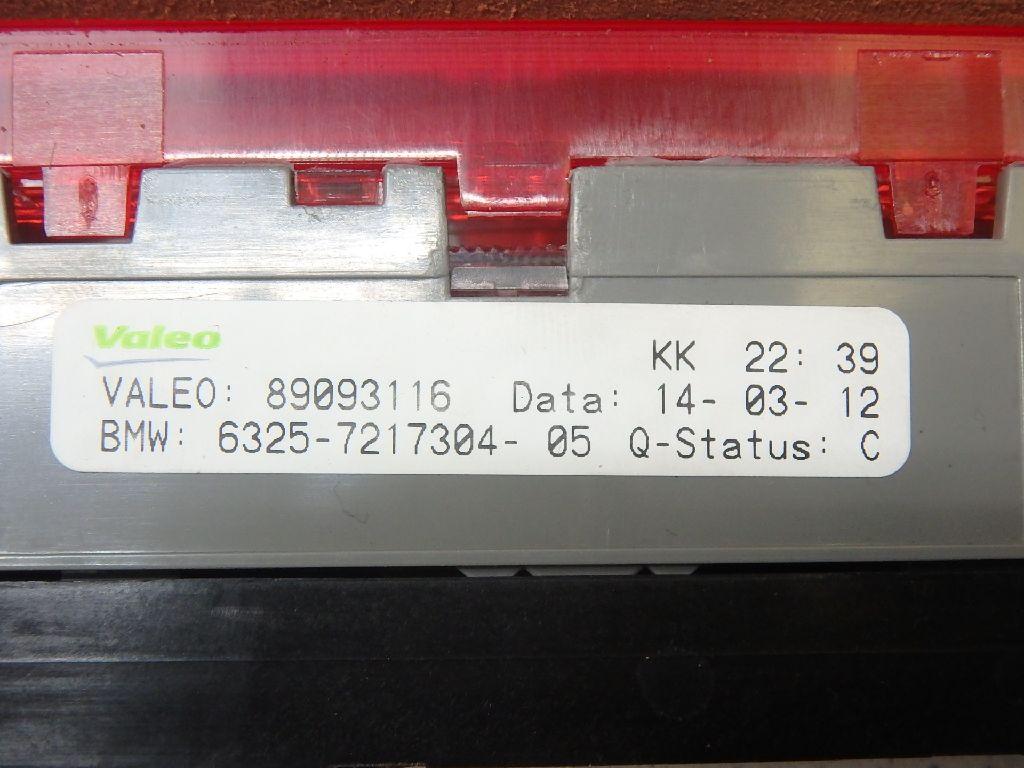 Valeo
KK 22: 39
VALEO: 89093116 Data: 14- 03- 12
BMW: 6325-7217304- 05 Q-Status: C